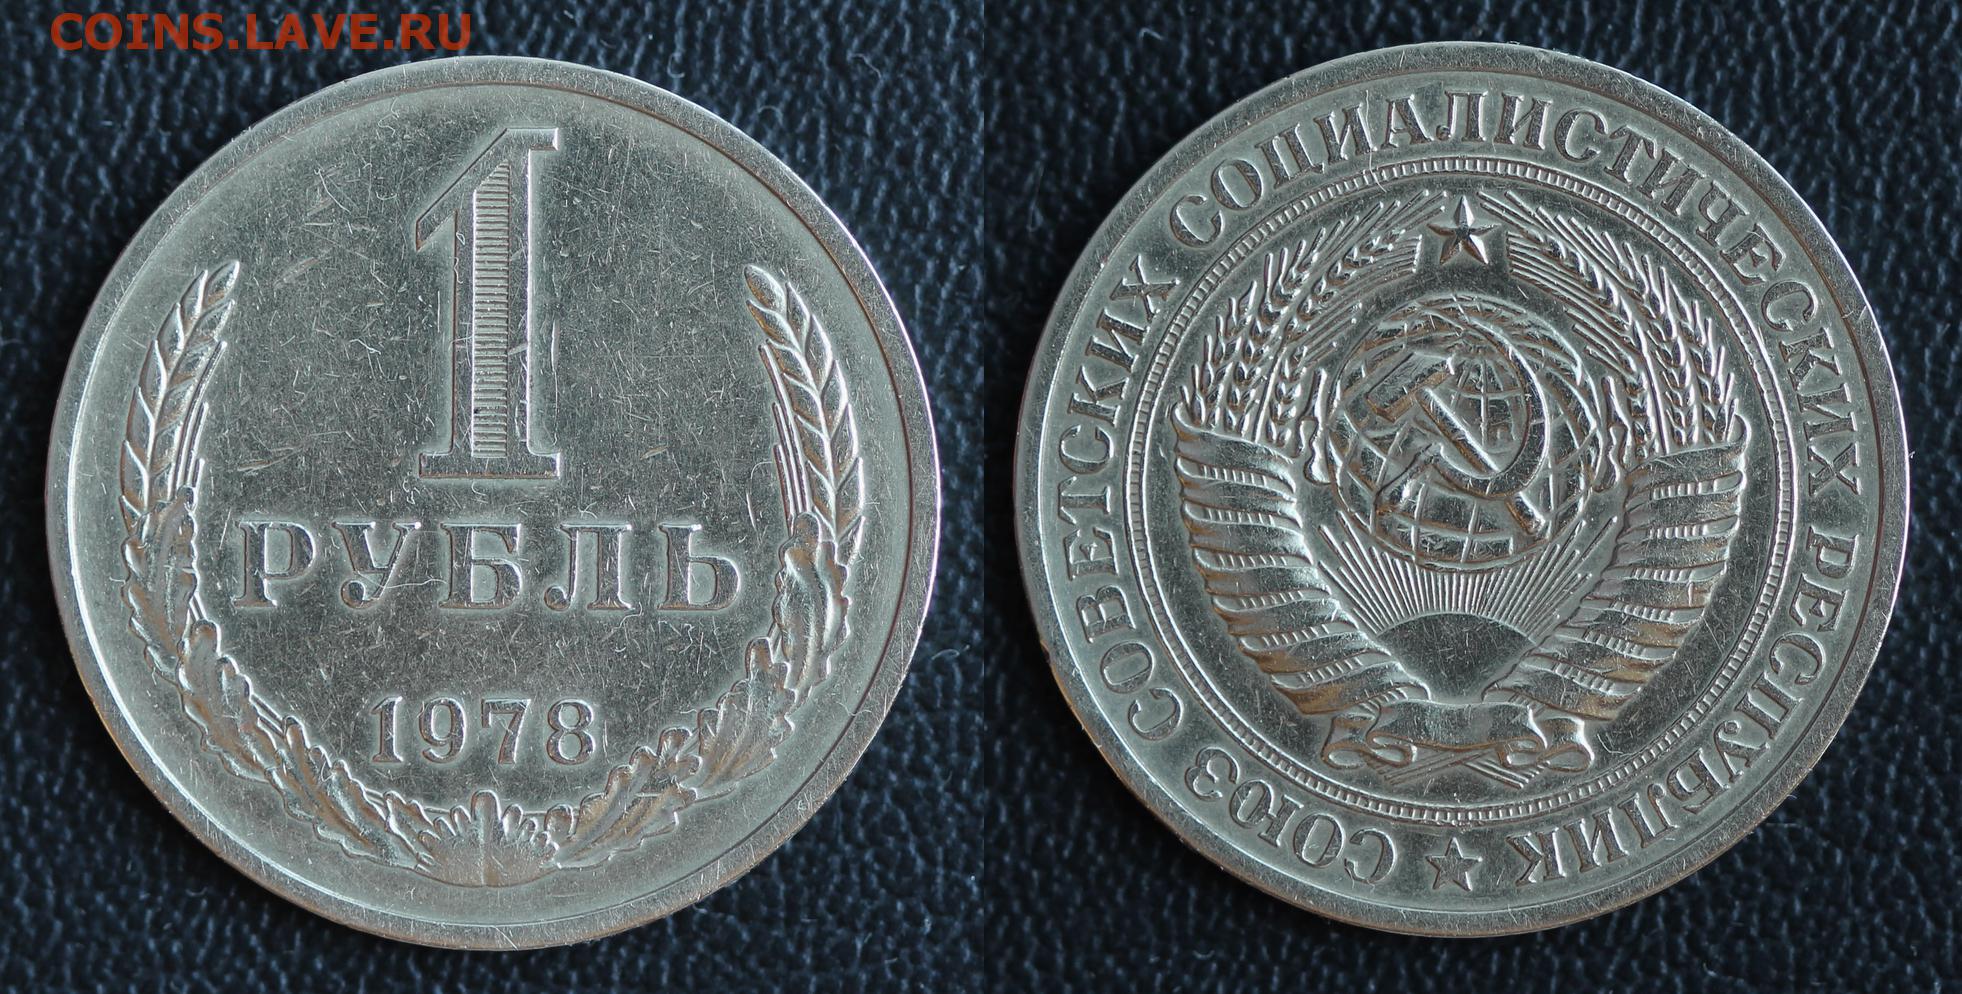 COINS.LAVE.RU
1
РУБЛЬ
1978
СОЮЗ СОВЕТСКИХ СОЦИАЛИСТИЧЕСКИХ РЕСПУБЛИК